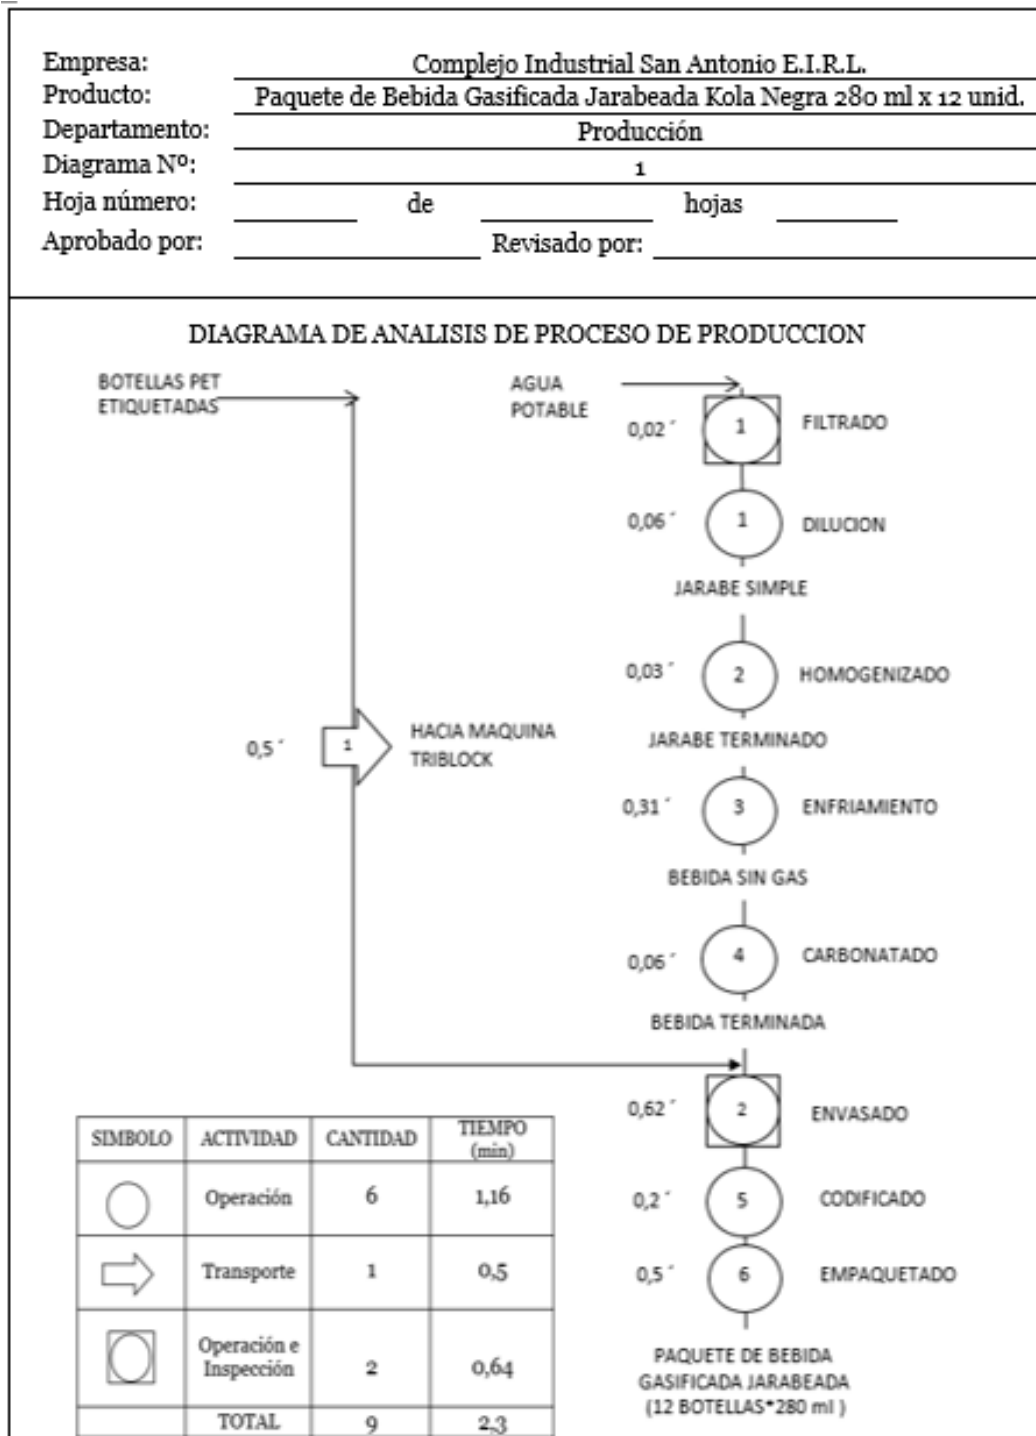 Empresa: Complejo Industrial San Antonio E.I.R.L.
Producto: Paquete de Bebida Gasificada Jarabeada Kola Negra 280 ml x 12 unid.
Departamento: Producción
Diagrama Nº: 1
Hoja número: de hojas
Aprobado por: Revisado por:
DIAGRAMA DE ANALISIS DE PROCESO DE PRODUCCION
BOTELLAS PET
ETIQUETADAS
AGUA
POTABLE
0,02 ´ 1 FILTRADO
0,06 ´ 1 DILUCION
JARABE SIMPLE
0,03 ´ 2 HOMOGENIZADO
JARABE TERMINADO
0,5 ´ 1 HACIA MAQUINA
TRIBLOCK
0,31 ´ 3 ENFRIAMIENTO
BEBIDA SIN GAS
0,06 ´ 4 CARBONATADO
BEBIDA TERMINADA
0,62 ´ 2 ENVASADO
0,2 ´ 5 CODIFICADO
0,5 ´ 6 EMPAQUETADO
PAQUETE DE BEBIDA
GASIFICADA JARABEADA
(12 BOTELLAS*280 ml )
SIMBOLO ACTIVIDAD CANTIDAD TIEMPO
(min)
Operación 6 1,16
Transporte 1 0,5
Operación e
Inspección 2 0,64
TOTAL 9 2,3